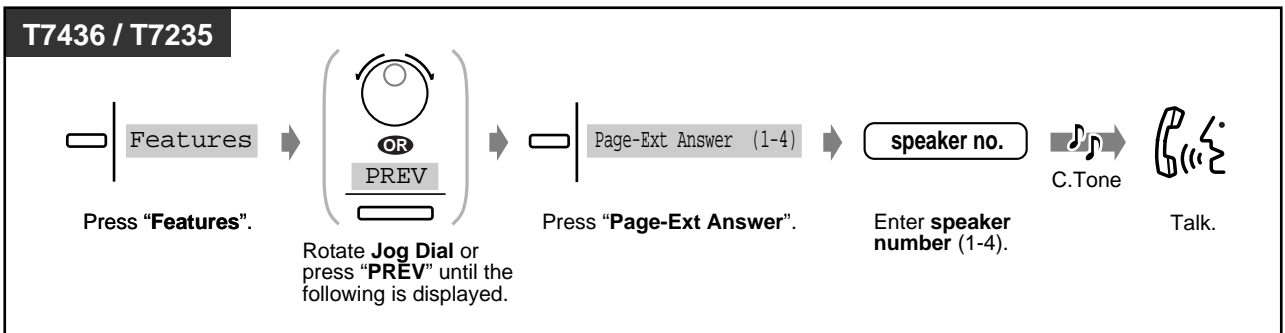 T7436 / T7235
Features
OR
PREV
Page-Ext Answer (1-4)
speaker no.
C.Tone
Press “Features”.
Rotate Jog Dial or
press “PREV” until the
following is displayed.
Press “Page-Ext Answer”.
Enter speaker
number (1-4).
Talk.